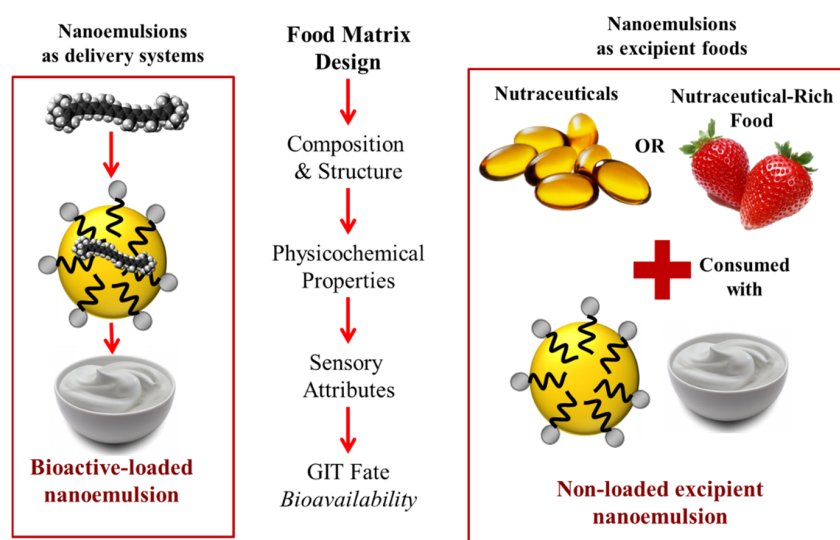 Nanoemulsions
as delivery systems
Bioactive-loaded
nanoemulsion
Food Matrix
Design
Composition
& Structure
Physicochemical
Properties
Sensory
Attributes
GIT Fate
Bioavailability
Nanoemulsions
as excipient foods
Nutraceuticals
OR
Nutraceutical-Rich
Food
Consumed
with
Non-loaded excipient
nanoemulsion